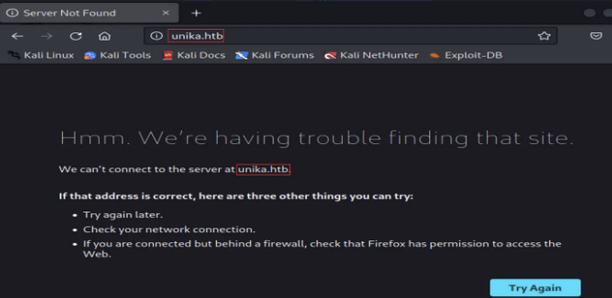 Server Not Found
unika.htb
Kali Linux Kali Tools Kali Docs Kali Forums Kali NetHunter Exploit-DB
Hmm. We're having trouble finding that site.
We can't connect to the server at unika.htb.
If that address is correct, here are three other things you can try:
• Try again later.
• Check your network connection.
• If you are connected but behind a firewall, check that Firefox has permission to access the
Web.
Try Again